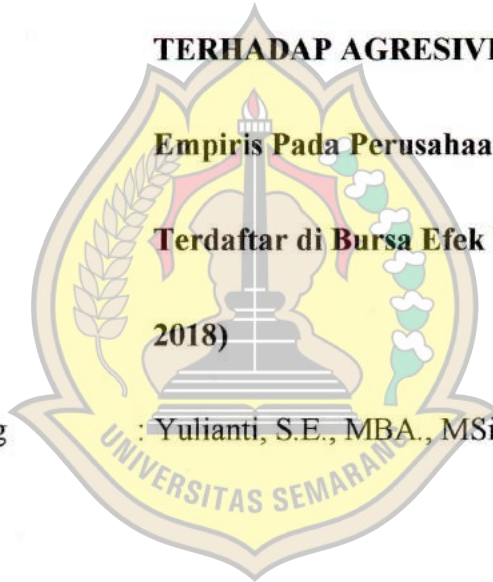 TERHADAP AGRESIVI
Empiris Pada Perusahaa
Terdaftar di Bursa Efek
2018)
g : Yulianti, S.E., MBA., MSi
UNIVERSITAS SEMARANG